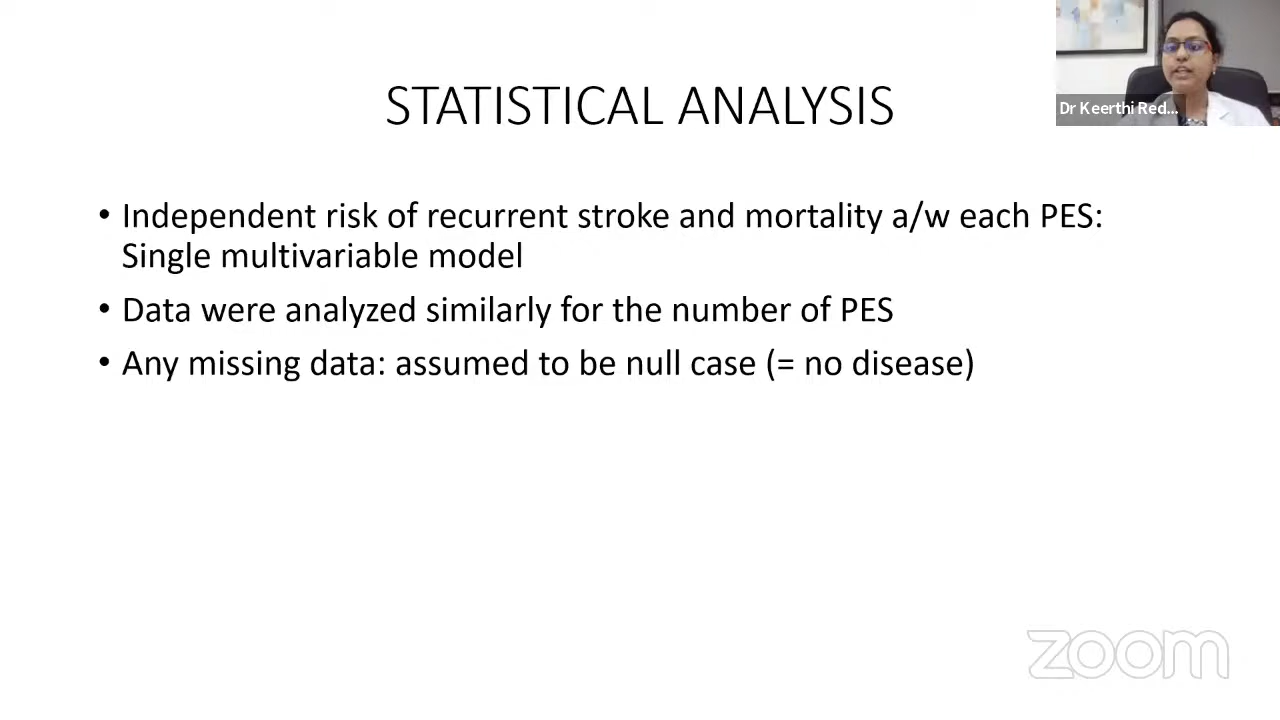 STATISTICAL ANALYSIS
Dr Keerthi Red...
• Independent risk of recurrent stroke and mortality a/w each PES:
Single multivariable model
• Data were analyzed similarly for the number of PES
• Any missing data: assumed to be null case (= no disease)
zoom